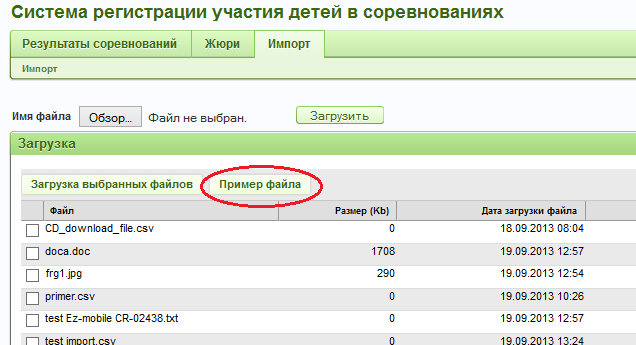 Система регистрации участия детей в соревнованиях
Результаты соревнований Жюри Импорт
Импорт
Имя файла Обзор... Файл не выбран. Загрузить
Загрузка
Загрузка выбранных файлов Пример файла
Файл Размер (Kb) Дата загрузки файла
CD_download_file.csv 0 18.09.2013 08:04
doca.doc 1708 19.09.2013 12:57
frg1.jpg 290 19.09.2013 12:54
primer.csv 0 19.09.2013 10:26
test Ez-mobile CR-02438.txt 0 19.09.2013 12:57
test import.csv 0 19.09.2013 13:24